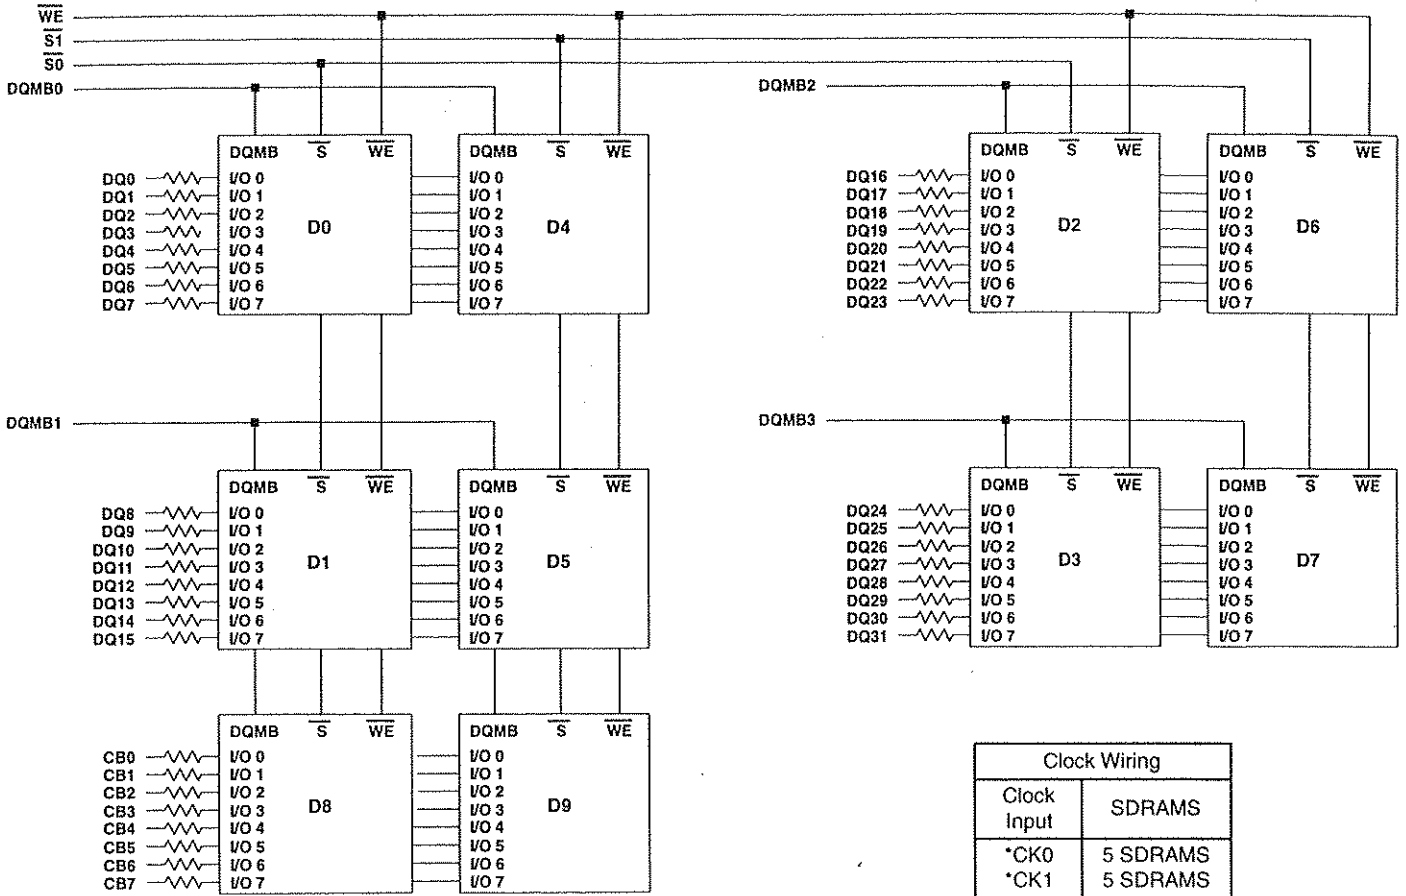 WE
S1
S0
DQMB0
DQMB2
DQMB S WE
DQ0 I/O 0
DQ1 I/O 1
DQ2 I/O 2
DQ3 I/O 3
DQ4 I/O 4
DQ5 I/O 5
DQ6 I/O 6
DQ7 I/O 7
D0
DQMB S WE
I/O 0
I/O 1
I/O 2
I/O 3
I/O 4
I/O 5
I/O 6
I/O 7
D4
DQMB S WE
DQ16 I/O 0
DQ17 I/O 1
DQ18 I/O 2
DQ19 I/O 3
DQ20 I/O 4
DQ21 I/O 5
DQ22 I/O 6
DQ23 I/O 7
D2
DQMB S WE
I/O 0
I/O 1
I/O 2
I/O 3
I/O 4
I/O 5
I/O 6
I/O 7
D6
DQMB1
DQMB3
DQMB S WE
DQ8 I/O 0
DQ9 I/O 1
DQ10 I/O 2
DQ11 I/O 3
DQ12 I/O 4
DQ13 I/O 5
DQ14 I/O 6
DQ15 I/O 7
D1
DQMB S WE
I/O 0
I/O 1
I/O 2
I/O 3
I/O 4
I/O 5
I/O 6
I/O 7
D5
DQMB S WE
DQ24 I/O 0
DQ25 I/O 1
DQ26 I/O 2
DQ27 I/O 3
DQ28 I/O 4
DQ29 I/O 5
DQ30 I/O 6
DQ31 I/O 7
D3
DQMB S WE
I/O 0
I/O 1
I/O 2
I/O 3
I/O 4
I/O 5
I/O 6
I/O 7
D7
DQMB S WE
CB0 I/O 0
CB1 I/O 1
CB2 I/O 2
CB3 I/O 3
CB4 I/O 4
CB5 I/O 5
CB6 I/O 6
CB7 I/O 7
D8
DQMB S WE
I/O 0
I/O 1
I/O 2
I/O 3
I/O 4
I/O 5
I/O 6
I/O 7
D9
Clock Wiring
Clock Input SDRAMS
*CK0 5 SDRAMS
*CK1 5 SDRAMS